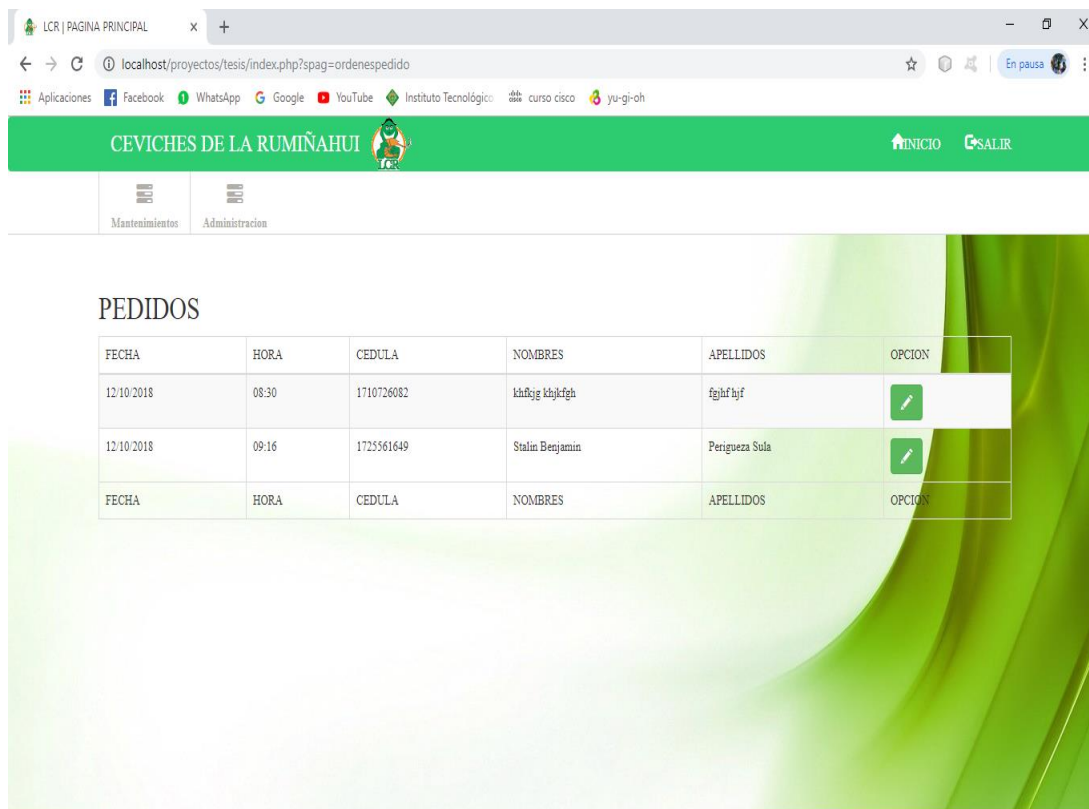 LCR | PAGINA PRINCIPAL
localhost/proyectos/tesis/index.php?spag=ordenespedido
En pausa
Aplicaciones Facebook WhatsApp Google YouTube Instituto Tecnológico curso cisco yu-gi-oh
CEVICHES DE LA RUMIÑAHUI LCR INICIO SALIR
Mantenimientos Administracion
PEDIDOS
FECHA HORA CEDULA NOMBRES APELLIDOS OPCION
12/10/2018 08:30 1710726082 khfkjg khjkfgh fgjhf hjf
12/10/2018 09:16 1725561649 Stalin Benjamin Perigueza Sula
FECHA HORA CEDULA NOMBRES APELLIDOS OPCION